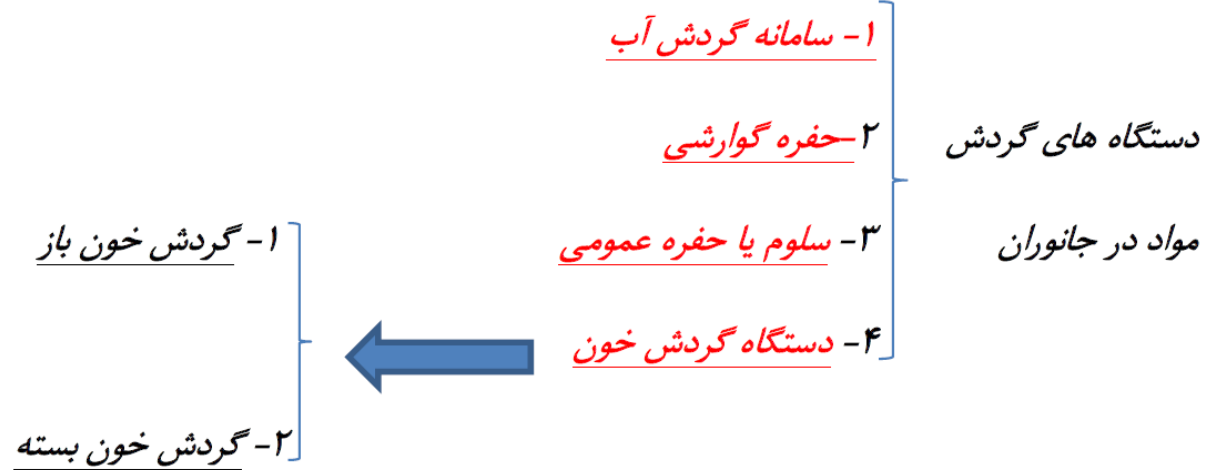 دستگاه های گردش
مواد در جانوران
۱- سامانه گردش آب
۲-حفره گوارشی
۳- سلوم یا حفره عمومی
۴- دستگاه گردش خون
۱- گردش خون باز
۲- گردش خون بسته